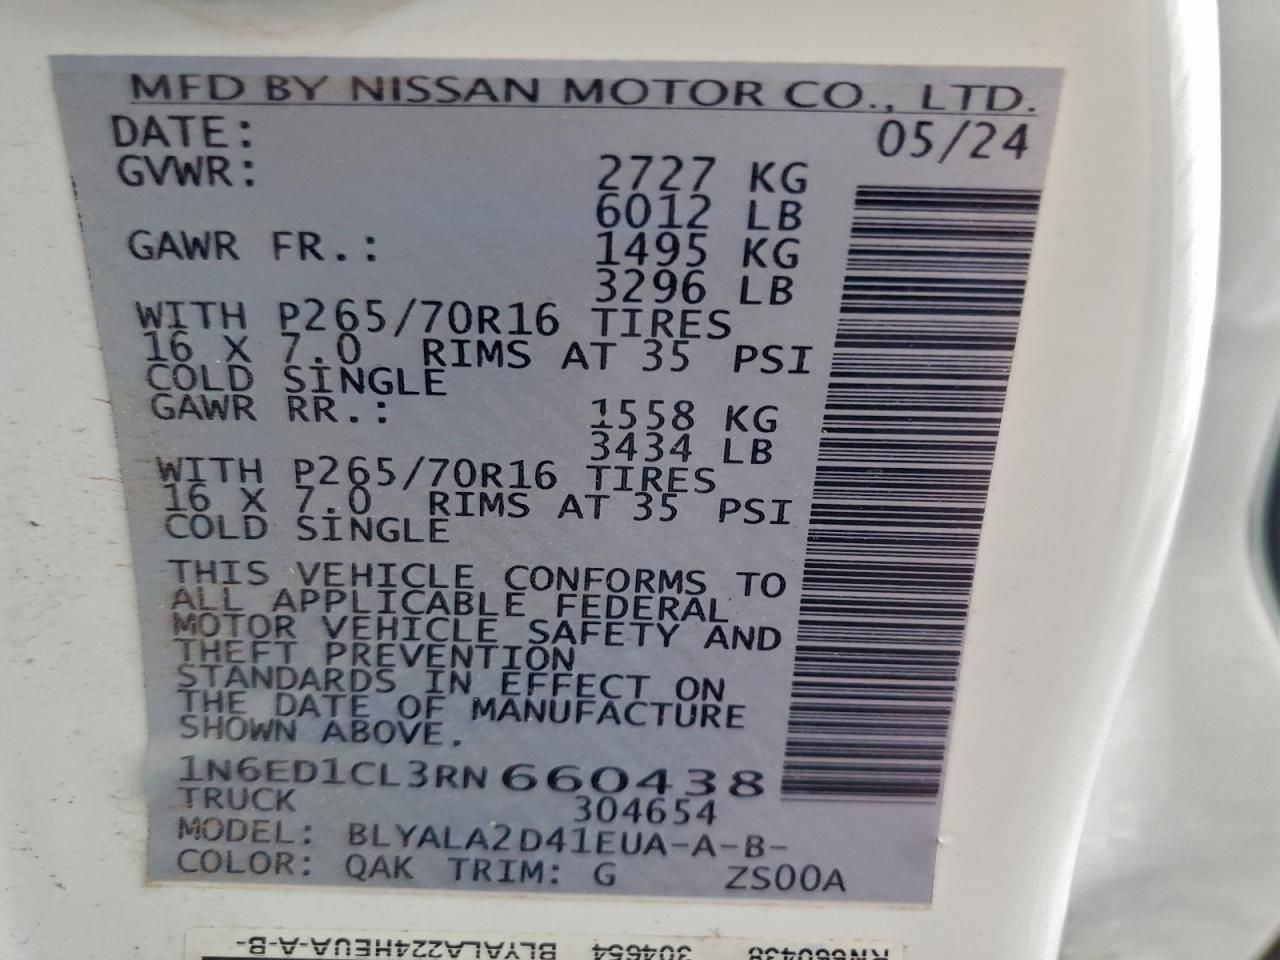 MFD BY NISSAN MOTOR CO., LTD.
DATE: 05/24
GVWR: 2727 KG
6012 LB
GAWR FR.: 1495 KG
3296 LB
WITH P265/70R16 TIRES
16 X 7.0 RIMS AT 35 PSI
COLD SINGLE
GAWR RR.: 1558 KG
3434 LB
WITH P265/70R16 TIRES
16 X 7.0 RIMS AT 35 PSI
COLD SINGLE
THIS VEHICLE CONFORMS TO
ALL APPLICABLE FEDERAL
MOTOR VEHICLE SAFETY AND
THEFT PREVENTION
STANDARDS IN EFFECT ON
THE DATE OF MANUFACTURE
SHOWN ABOVE.
1N6ED1CL3RN660438
TRUCK 304654
MODEL: BLYALA2D41EUA-A-B-
COLOR: QAK TRIM: G ZS00A
RN660438 304654 BLYALA224HEUA-A-B-